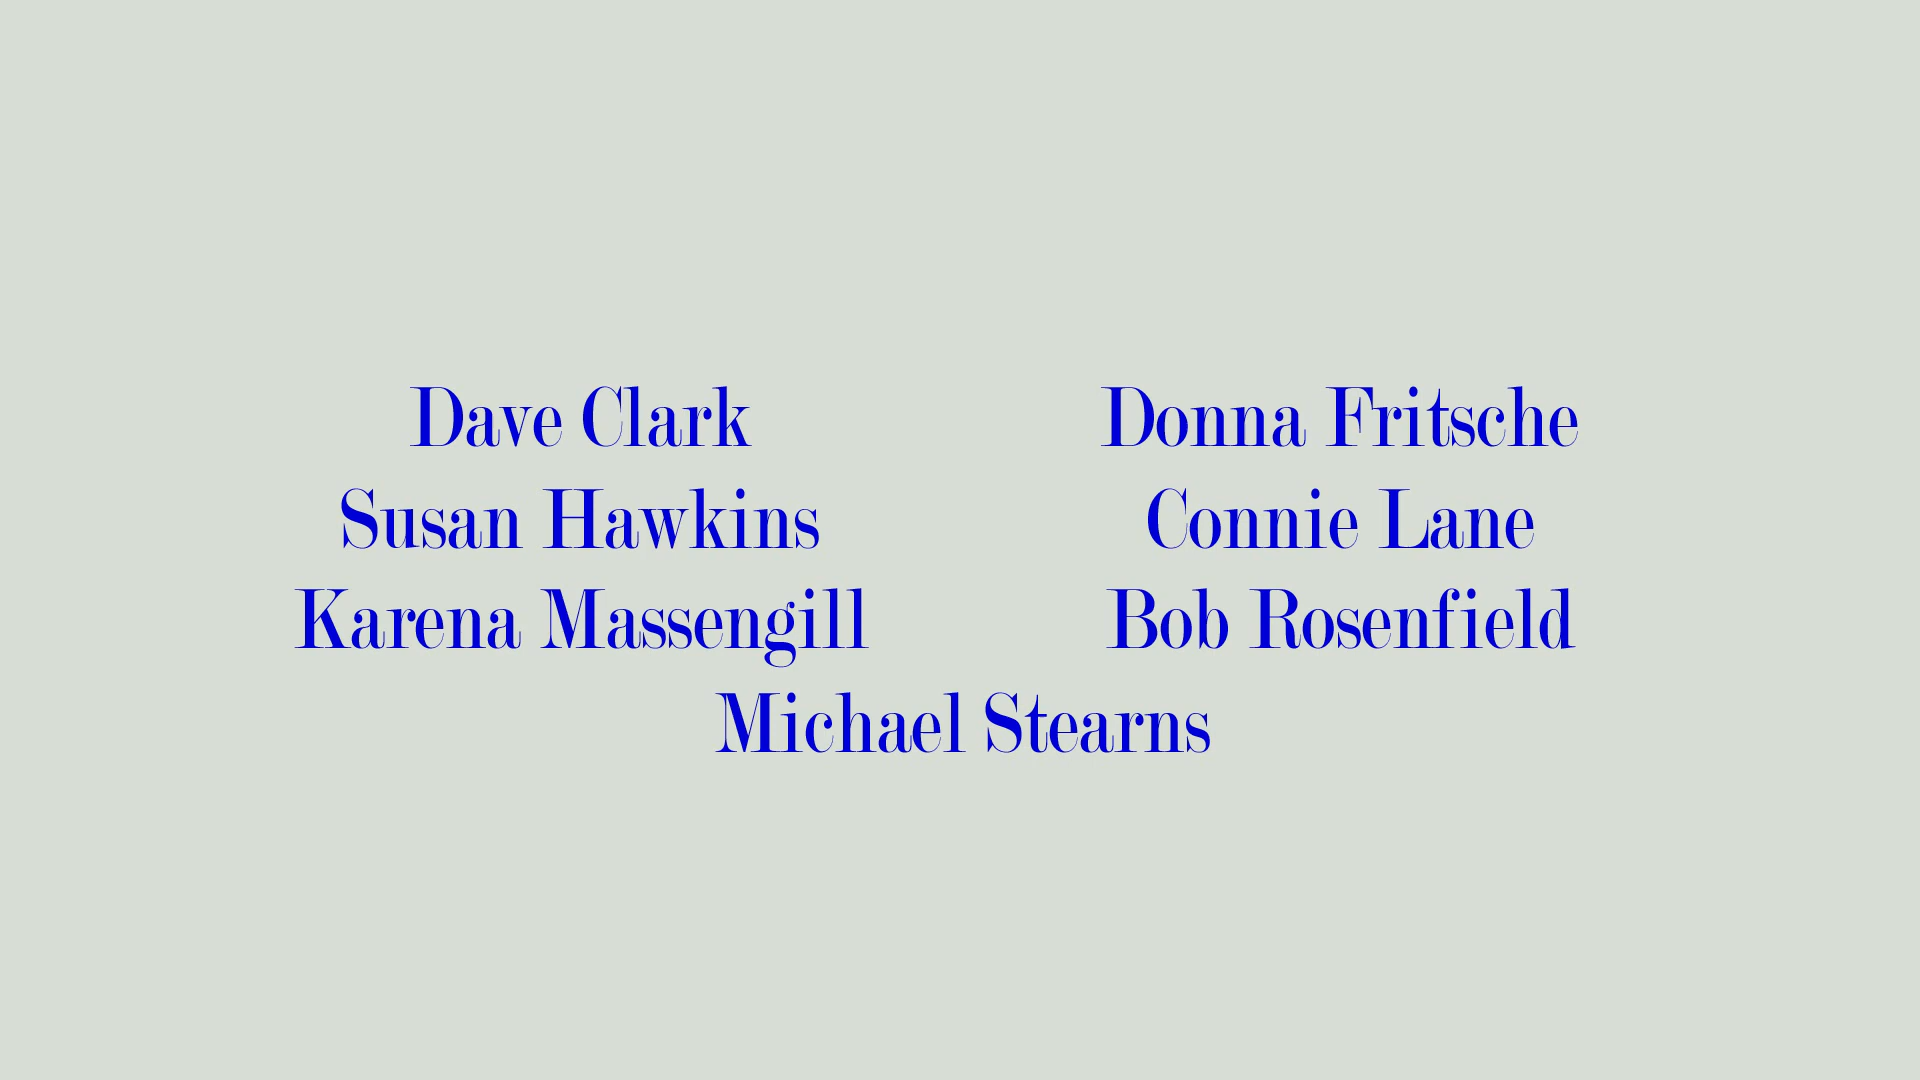 Dave Clark Donna Fritsche
Susan Hawkins Connie Lane
Karena Massengill Bob Rosenfield
Michael Stearns